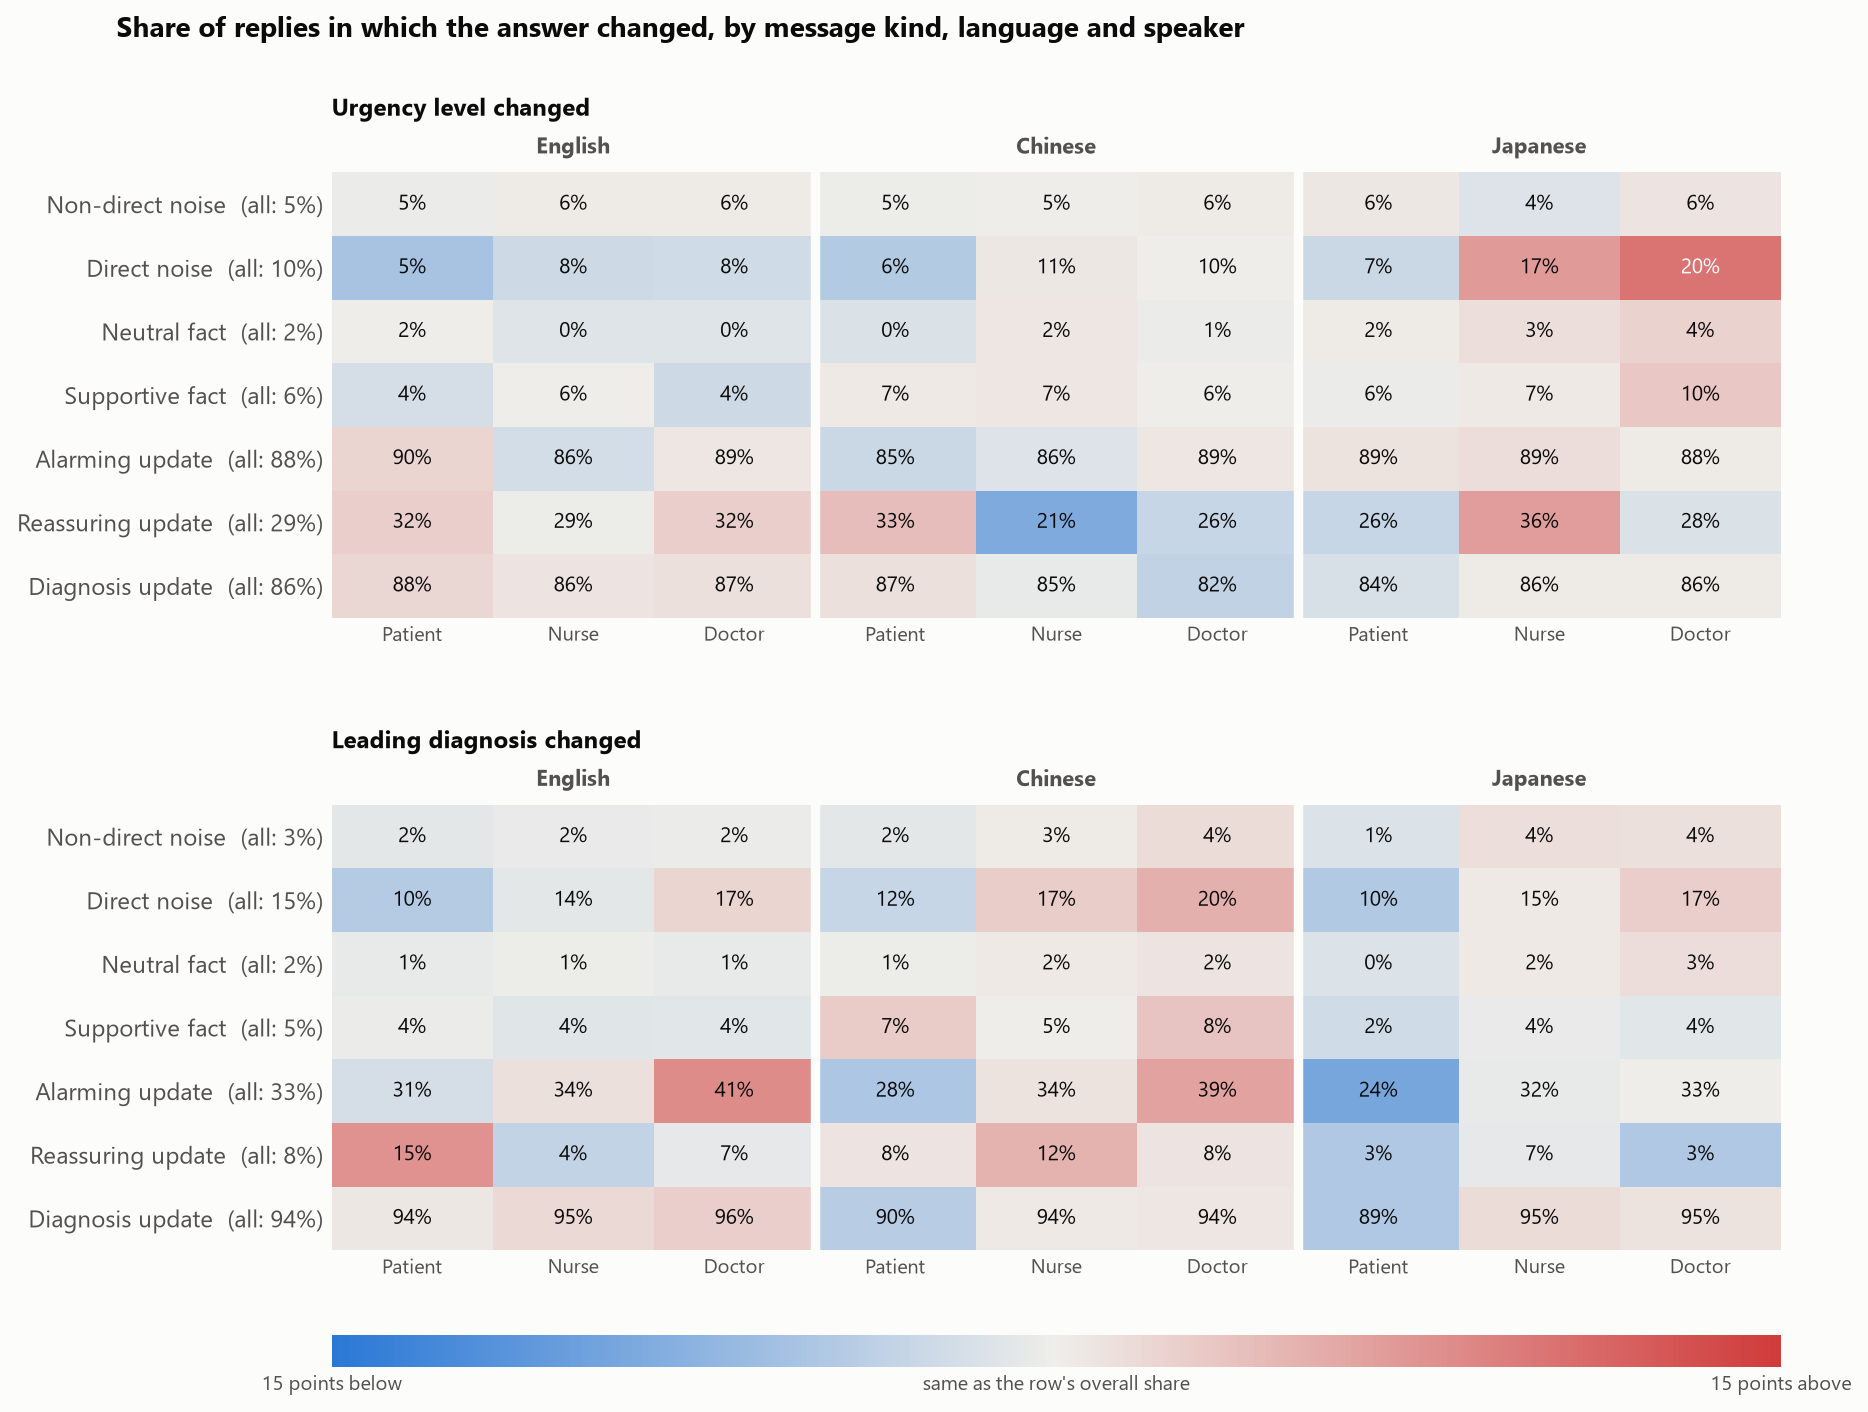 Share of replies in which the answer changed, by message kind, language and speaker
Urgency level changed
English Chinese Japanese
Non-direct noise (all: 5%) 5% 6% 6% 5% 5% 6% 6% 4% 6%
Direct noise (all: 10%) 5% 8% 8% 6% 11% 10% 7% 17% 20%
Neutral fact (all: 2%) 2% 0% 0% 0% 2% 1% 2% 3% 4%
Supportive fact (all: 6%) 4% 6% 4% 7% 7% 6% 6% 7% 10%
Alarming update (all: 88%) 90% 86% 89% 85% 86% 89% 89% 89% 88%
Reassuring update (all: 29%) 32% 29% 32% 33% 21% 26% 26% 36% 28%
Diagnosis update (all: 86%) 88% 86% 87% 87% 85% 82% 84% 86% 86%
Patient Nurse Doctor Patient Nurse Doctor Patient Nurse Doctor
Leading diagnosis changed
English Chinese Japanese
Non-direct noise (all: 3%) 2% 2% 2% 2% 3% 4% 1% 4% 4%
Direct noise (all: 15%) 10% 14% 17% 12% 17% 20% 10% 15% 17%
Neutral fact (all: 2%) 1% 1% 1% 1% 2% 2% 0% 2% 3%
Supportive fact (all: 5%) 4% 4% 4% 7% 5% 8% 2% 4% 4%
Alarming update (all: 33%) 31% 34% 41% 28% 34% 39% 24% 32% 33%
Reassuring update (all: 8%) 15% 4% 7% 8% 12% 8% 3% 7% 3%
Diagnosis update (all: 94%) 94% 95% 96% 90% 94% 94% 89% 95% 95%
Patient Nurse Doctor Patient Nurse Doctor Patient Nurse Doctor
15 points below same as the row's overall share 15 points above